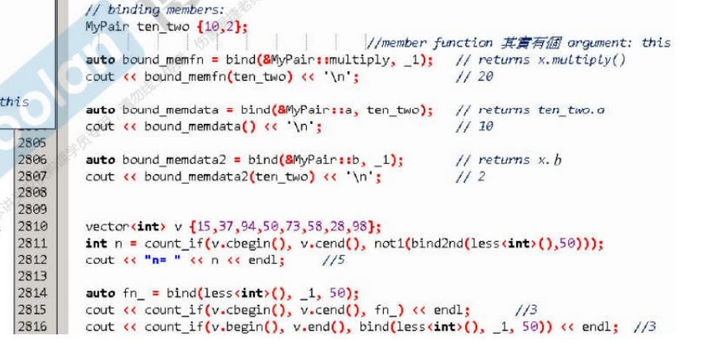 // binding members:
MyPair ten_two {10,2};
//member function 其實有個 argument: this
auto bound_memfn = bind(&MyPair::multiply, _1); // returns x.multiply()
cout << bound_memfn(ten_two) << '\n'; // 20
this
auto bound_memdata = bind(&MyPair::a, ten_two); // returns ten_two.a
cout << bound_memdata() << '\n'; // 10
2805
2806 auto bound_memdata2 = bind(&MyPair::b, _1); // returns x.b
2807 cout << bound_memdata2(ten_two) << '\n'; // 2
2808
2809
2810 vector<int> v {15,37,94,50,73,58,28,98};
2811 int n = count_if(v.cbegin(), v.cend(), not1(bind2nd(less<int>(),50)));
2812 cout << "n= " << n << endl; //5
2813
2814 auto fn_ = bind(less<int>(), _1, 50);
2815 cout << count_if(v.cbegin(), v.cend(), fn_) << endl; //3
2816 cout << count_if(v.begin(), v.end(), bind(less<int>(), _1, 50)) << endl; //3